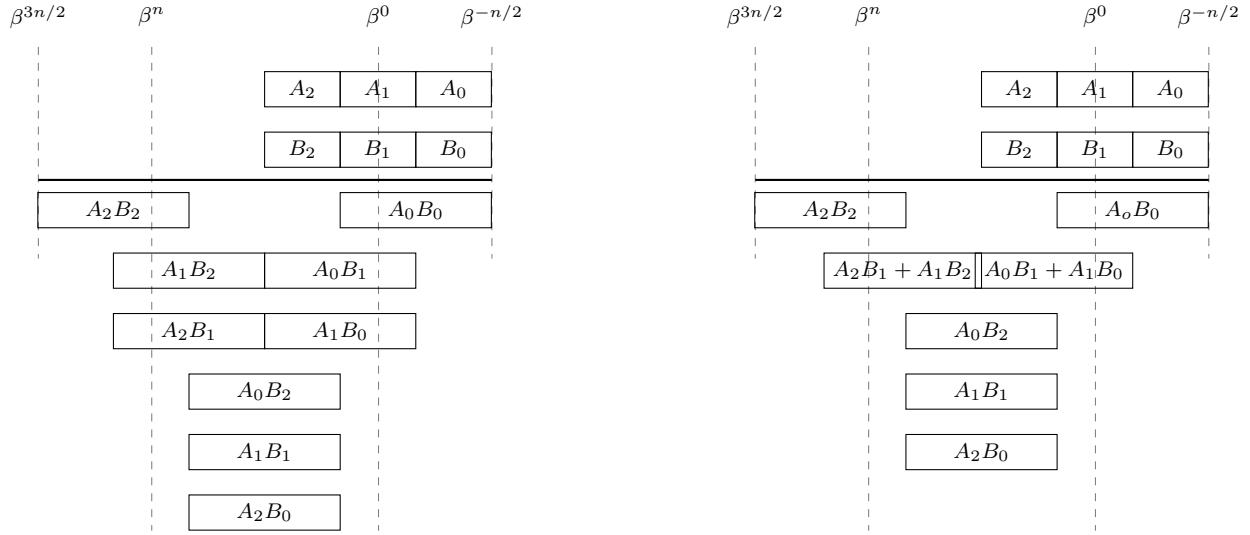 β^{3n/2} β^n β^0 β^{−n/2} β^{3n/2} β^n β^0 β^{−n/2}
A_2 A_1 A_0 A_2 A_1 A_0
B_2 B_1 B_0 B_2 B_1 B_0
A_2B_2 A_0B_0 A_2B_2 A_oB_0
A_1B_2 A_0B_1 A_2B_1 + A_1B_2 A_0B_1 + A_1B_0
A_2B_1 A_1B_0 A_0B_2
A_0B_2 A_1B_1
A_1B_1 A_2B_0
A_2B_0